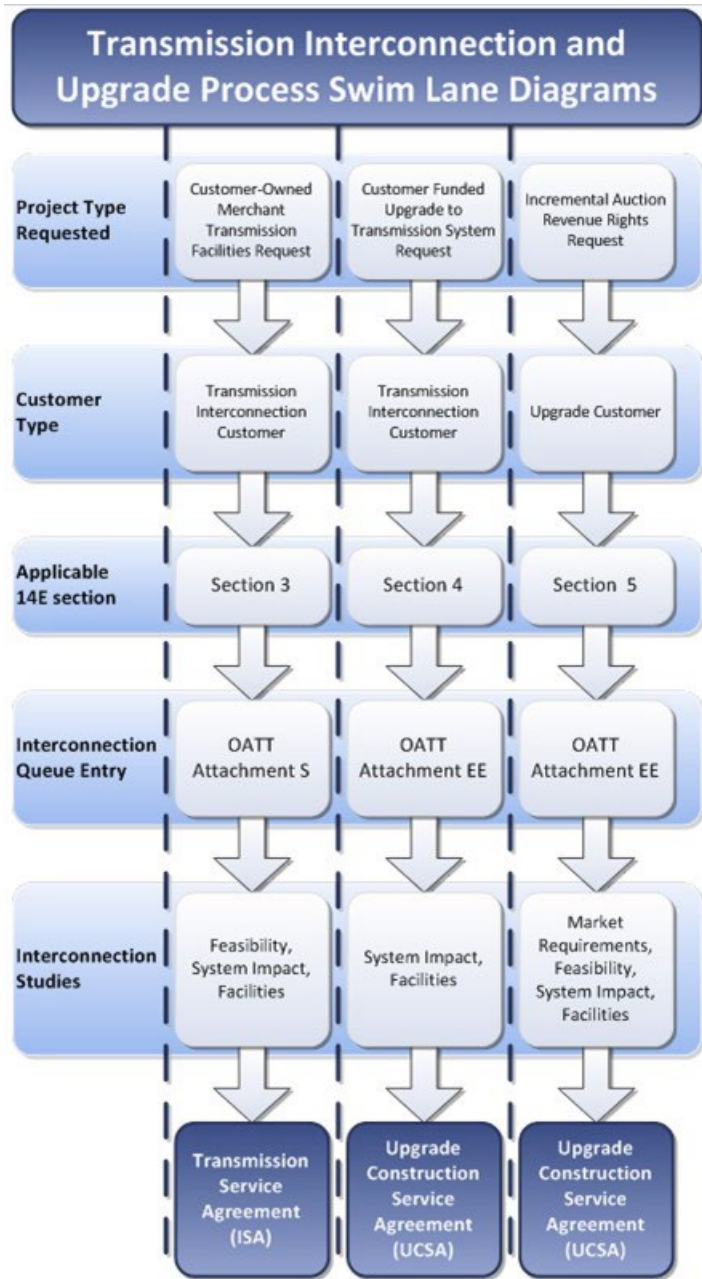 Transmission Interconnection and
Upgrade Process Swim Lane Diagrams
Project Type
Requested
Customer-Owned
Merchant
Transmission
Facilities Request
Customer Funded
Upgrade to
Transmission System
Request
Incremental Auction
Revenue Rights
Request
Customer
Type
Transmission
Interconnection
Customer
Transmission
Interconnection
Customer
Upgrade Customer
Applicable
14E section
Section 3
Section 4
Section 5
Interconnection
Queue Entry
OATT
Attachment S
OATT
Attachment EE
OATT
Attachment EE
Interconnection
Studies
Feasibility,
System Impact,
Facilities
System Impact,
Facilities
Market
Requirements,
Feasibility,
System Impact,
Facilities
Transmission
Service
Agreement
(ISA)
Upgrade
Construction
Service
Agreement
(UCSA)
Upgrade
Construction
Service
Agreement
(UCSA)